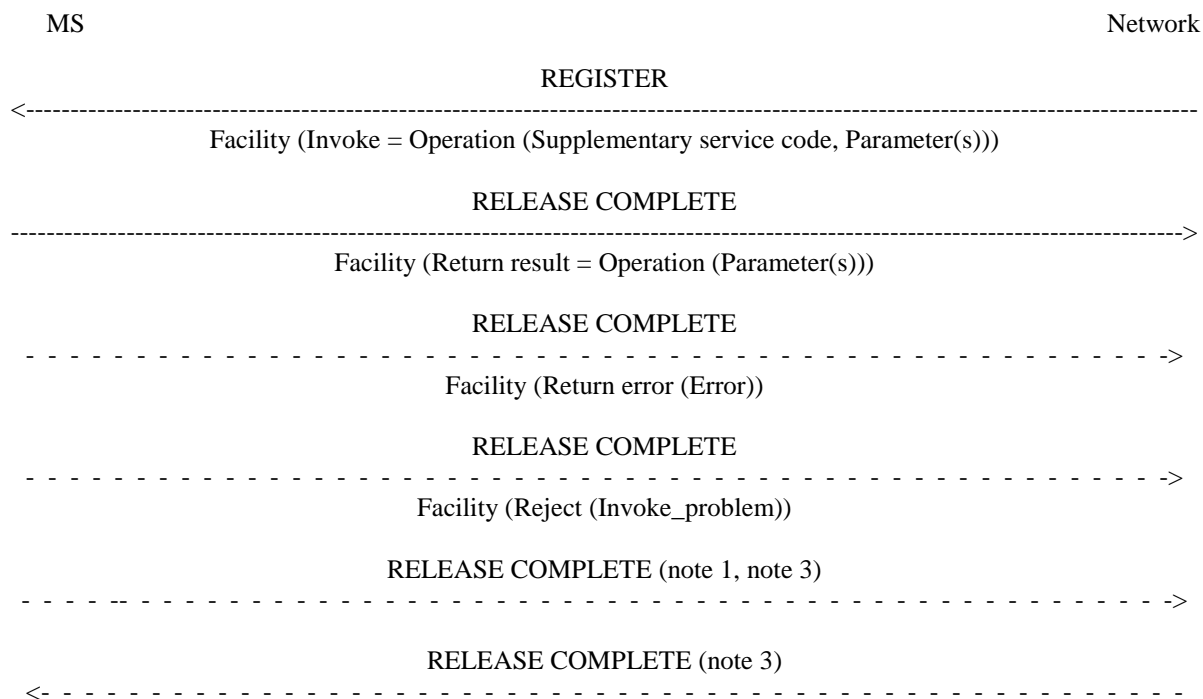 MS Network
REGISTER
<------------------------------------------------------------------------------------------------------------------------------------
Facility (Invoke = Operation (Supplementary service code, Parameter(s)))
RELEASE COMPLETE
------------------------------------------------------------------------------------------------------------------------------------>
Facility (Return result = Operation (Parameter(s)))
RELEASE COMPLETE
- - - - - - - - - - - - - - - - - - - - - - - - - - - - - - - - - - - - - - - - - - - - - - - - - - - ->
Facility (Return error (Error))
RELEASE COMPLETE
- - - - - - - - - - - - - - - - - - - - - - - - - - - - - - - - - - - - - - - - - - - - - - - - - - - ->
Facility (Reject (Invoke_problem))
RELEASE COMPLETE (note 1, note 3)
- - - - -- - - - - - - - - - - - - - - - - - - - - - - - - - - - - - - - - - - - - - - - - - - - - - ->
RELEASE COMPLETE (note 3)
<- - - - - - - - - - - - - - - - - - - - - - - - - - - - - - - - - - - - - - - - - - - - - - - - - - -